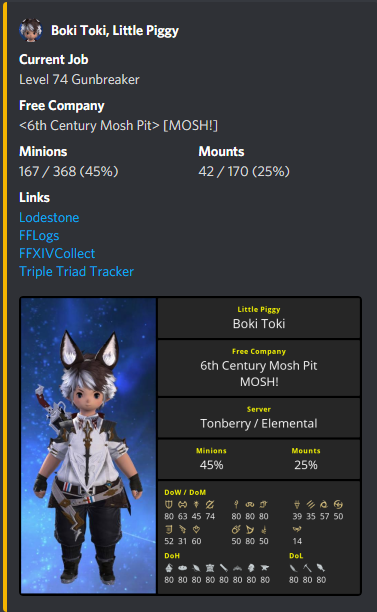 Boki Toki, Little Piggy
Current Job
Level 74 Gunbreaker
Free Company
<6th Century Mosh Pit> [MOSH!]
Minions
Mounts
167 / 368 (45%)
42 / 170 (25%)
Links
Lodestone
FFLogs
FFXIVCollect
Triple Triad Tracker
Little Piggy
Boki Toki
Free Company
6th Century Mosh Pit
MOSH!
Server
Tonberry / Elemental
Minions
Mounts
45%
25%
DoW / DoM
80 63 45 74
80 80 80
39 35 57 50
52 31 60
50 80 50
14
DoH
DoL
80 80 80 80 80 80 80 80
80 80 80